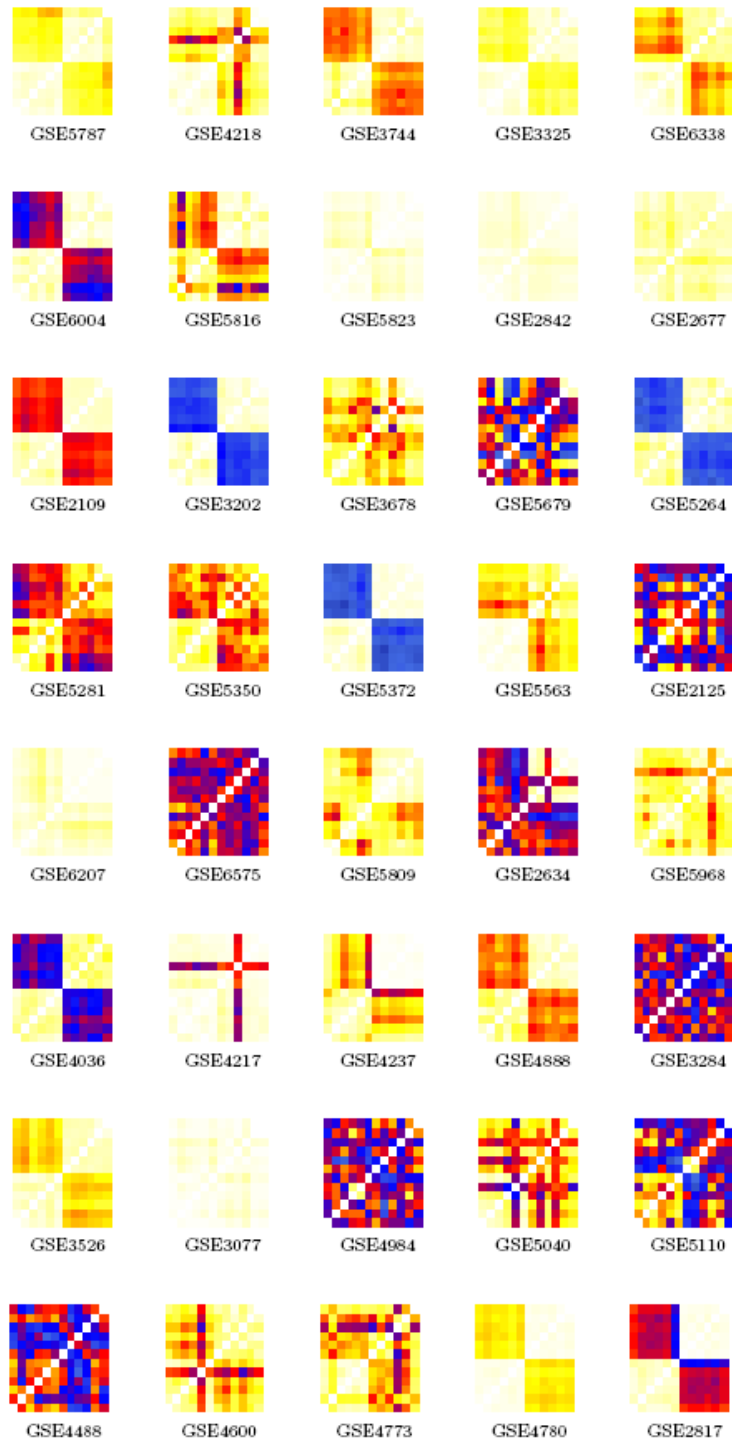 GSE5787 GSE4218 GSE3744 GSE3325 GSE6338
GSE6004 GSE5816 GSE5823 GSE2842 GSE2677
GSE2109 GSE3202 GSE3678 GSE5679 GSE5264
GSE5281 GSE5350 GSE5372 GSE5563 GSE2125
GSE6207 GSE6575 GSE5809 GSE2634 GSE5968
GSE4036 GSE4217 GSE4237 GSE4888 GSE3284
GSE3526 GSE3077 GSE4984 GSE5040 GSE5110
GSE4488 GSE4600 GSE4773 GSE4780 GSE2817